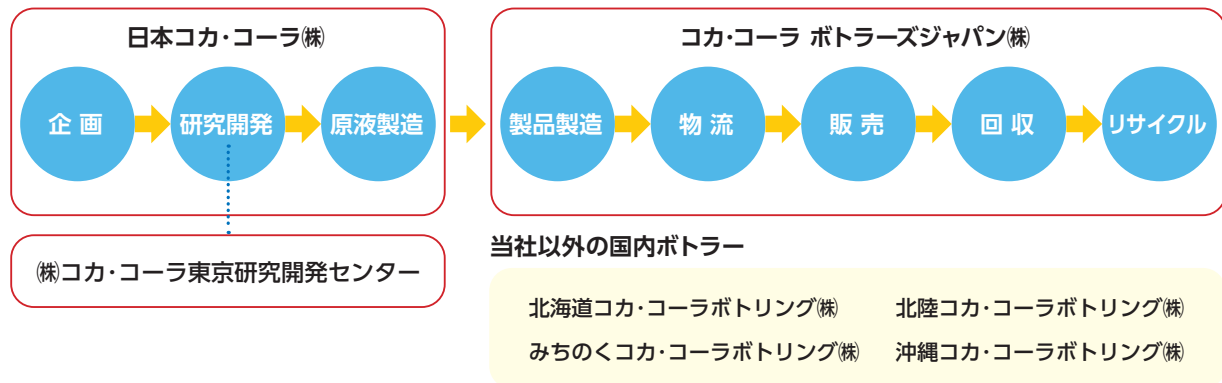 日本コカ・コーラ㈱
企画
研究開発
原液製造
㈱コカ・コーラ東京研究開発センター
コカ・コーラ ボトラーズジャパン㈱
製品製造
物流
販売
回収
リサイクル
当社以外の国内ボトラー
北海道コカ・コーラボトリング㈱
北陸コカ・コーラボトリング㈱
みちのくコカ・コーラボトリング㈱
沖縄コカ・コーラボトリング㈱